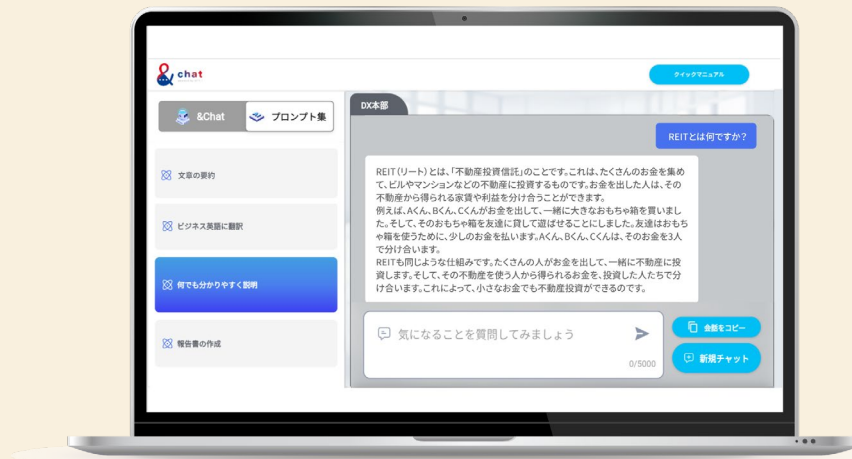 & chat
クイックマニュアル
&Chat
プロンプト集
文章の要約
ビジネス英語に翻訳
何でも分かりやすく説明
報告書の作成
DX本部
REITとは何ですか？
REIT（リート）とは、「不動産投資信託」のことです。これは、たくさんのお金を集め
て、ビルやマンションなどの不動産に投資するものです。お金を出した人は、その
不動産から得られる家賃や利益を分け合うことができます。
例えば、Aくん、Bくん、Cくんがお金を出して、一緒に大きなおもちゃ箱を買いまし
た。そして、そのおもちゃ箱を友達に貸して遊ばせることにしました。友達はおもち
ゃ箱を使うために、少しのお金を払います。Aくん、Bくん、Cくんは、そのお金を3人
で分け合います。
REITも同じような仕組みです。たくさんの人がお金を出して、一緒に不動産に投
資します。そして、その不動産を使う人から得られるお金を、投資した人たちで分
け合います。これによって、小さなお金でも不動産投資ができるのです。
気になることを質問してみましょう
0/5000
会話をコピー
新規チャット